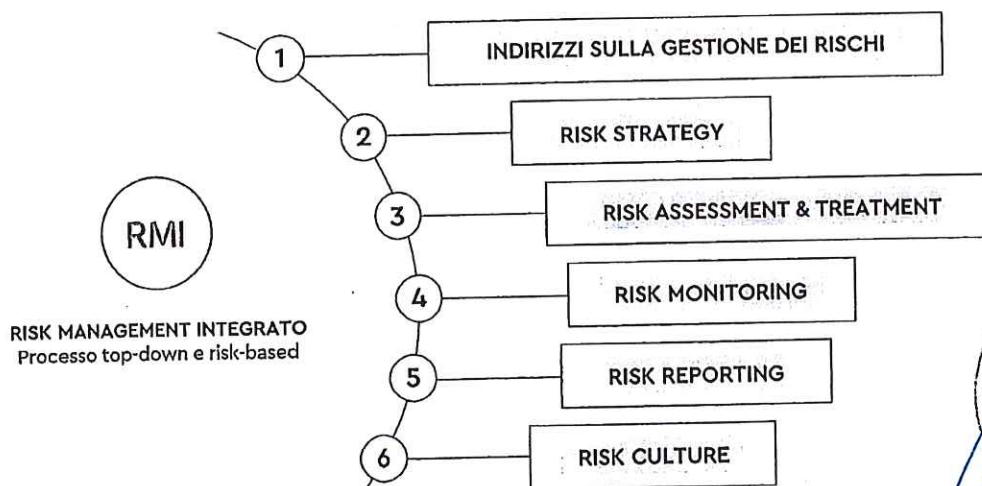 1
INDIRIZZI SULLA GESTIONE DEI RISCHI
2
RISK STRATEGY
3
RISK ASSESSMENT & TREATMENT
RMI
4
RISK MONITORING
RISK MANAGEMENT INTEGRATO
Processo top-down e risk-based
5
RISK REPORTING
6
RISK CULTURE